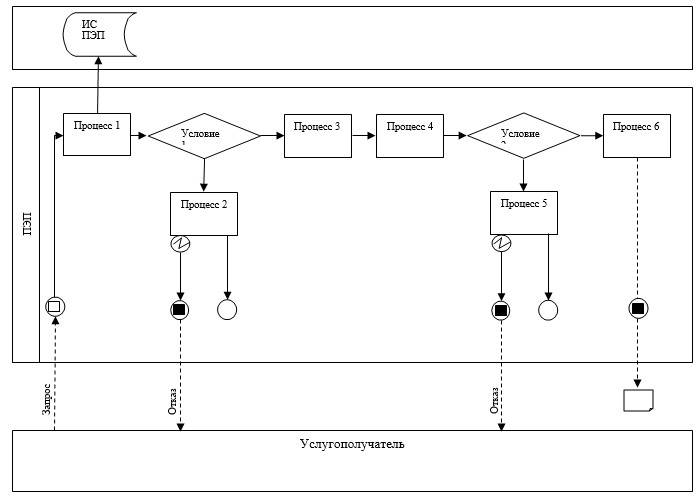 ИС
ПЭП
Процесс 1
Условие
Процесс 3
Процесс 4
Условие
Процесс 6
Процесс 2
Процесс 5
ПЭП
Запрос
Отказ
Отказ
Услугополучатель